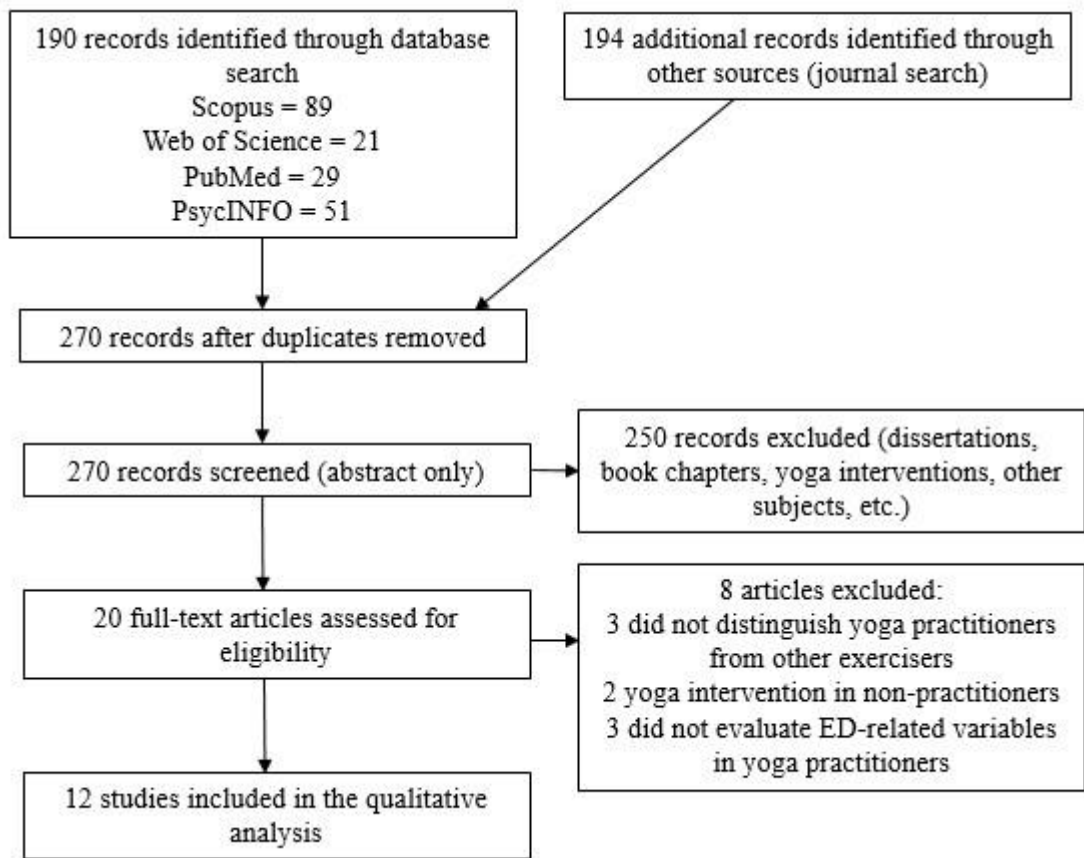 190 records identified through database
search
Scopus = 89
Web of Science = 21
PubMed = 29
PsycINFO = 51
194 additional records identified through
other sources (journal search)
270 records after duplicates removed
270 records screened (abstract only)
250 records excluded (dissertations,
book chapters, yoga interventions, other
subjects, etc.)
20 full-text articles assessed for
eligibility
8 articles excluded:
3 did not distinguish yoga practitioners
from other exercisers
2 yoga intervention in non-practitioners
3 did not evaluate ED-related variables
in yoga practitioners
12 studies included in the qualitative
analysis